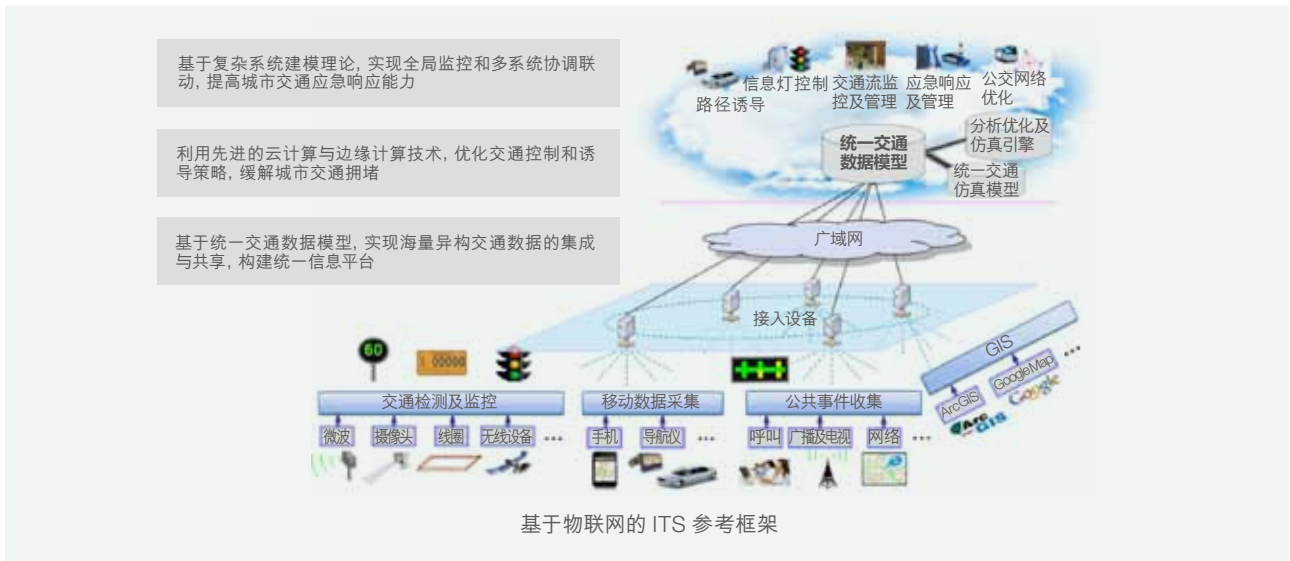 基于复杂系统建模理论, 实现全局监控和多系统协调联
动, 提高城市交通应急响应能力
利用先进的云计算与边缘计算技术, 优化交通控制和诱
导策略, 缓解城市交通拥堵
基于统一交通数据模型, 实现海量异构交通数据的集成
与共享, 构建统一信息平台
路径诱导
信息灯控制
交通流监
控及管理
应急响应
及管理
公交网络
优化
统一交通
数据模型
分析优化及
仿真引擎
统一交通
仿真模型
广域网
接入设备
60
1 00000
交通检测及监控
微波
摄像头
线圈
无线设备
...
移动数据采集
手机
导航仪
...
公共事件收集
呼叫
广播及电视
网络
...
GIS
ArcGIS
GoogleMap
...
ArcGIS
Google
基于物联网的 ITS 参考框架